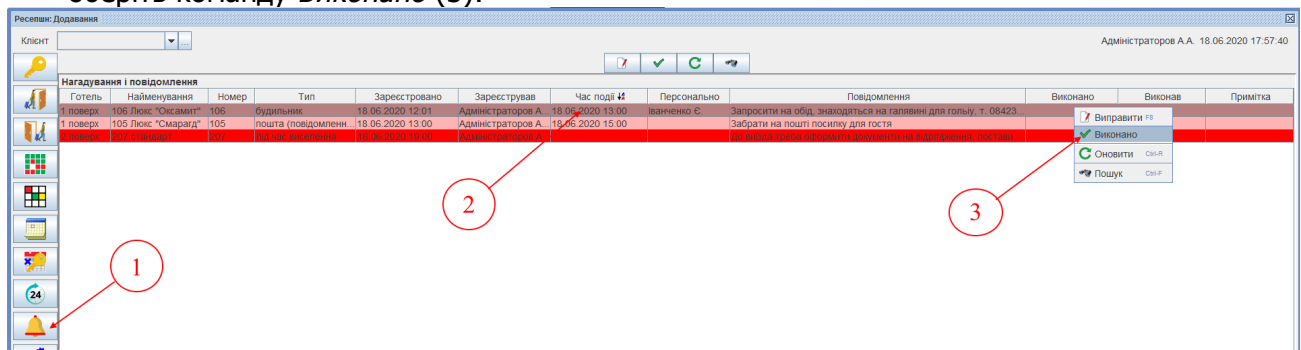 оберіть команду Виконано (3).
Ресепшн: Додавання
Клієнт
Адміністраторов А.А. 18.06.2020 17:57:40
Нагадування і повідомлення
Готель Найменування Номер Тип Зареєстровано Зареєстрував Час події Персонально Повідомлення Виконано Виконав Примітка
1 поверх 106 Люкс "Оксамит" 106 будильник 18.06.2020 12:01 Адміністраторов А... 18.06.2020 13:00 Іванченко Є. Запросити на обід, знаходяться на галявині для гольіу, т. 08423...
1 поверх 105 Люкс "Смарагд" 105 пошта (повідомленн... 18.06.2020 13:00 Адміністраторов А... 18.06.2020 15:00 Забрати на пошті посилку для гостя
2 поверх 207 стандарт 207 під час виселення 18.06.2020 10:00 Адміністраторов А... До виїзда треба оформити документи на відрядження, постави...
Виправити F8
Виконано
Оновити Ctrl-R
Пошук Ctrl-F
2
3
1
24